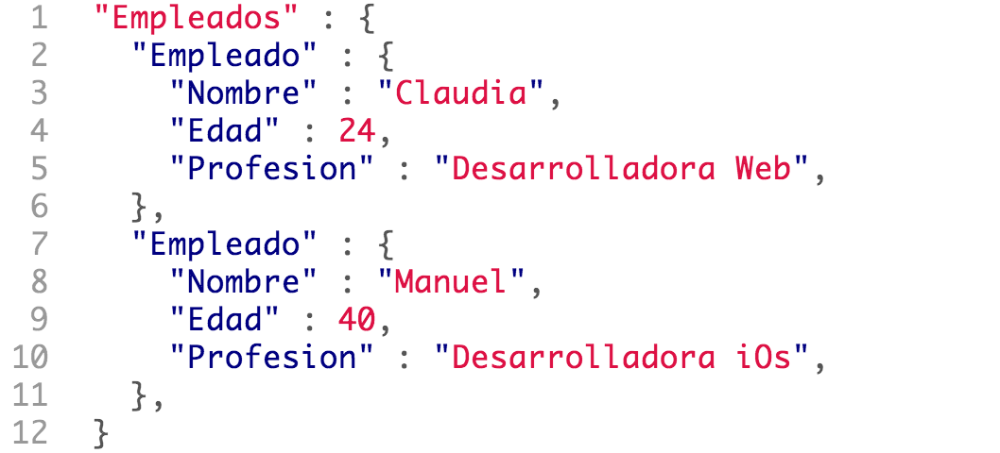 1 "Empleados" : {
2 "Empleado" : {
3 "Nombre" : "Claudia",
4 "Edad" : 24,
5 "Profesion" : "Desarrolladora Web",
6 },
7 "Empleado" : {
8 "Nombre" : "Manuel",
9 "Edad" : 40,
10 "Profesion" : "Desarrolladora iOs",
11 },
12 }